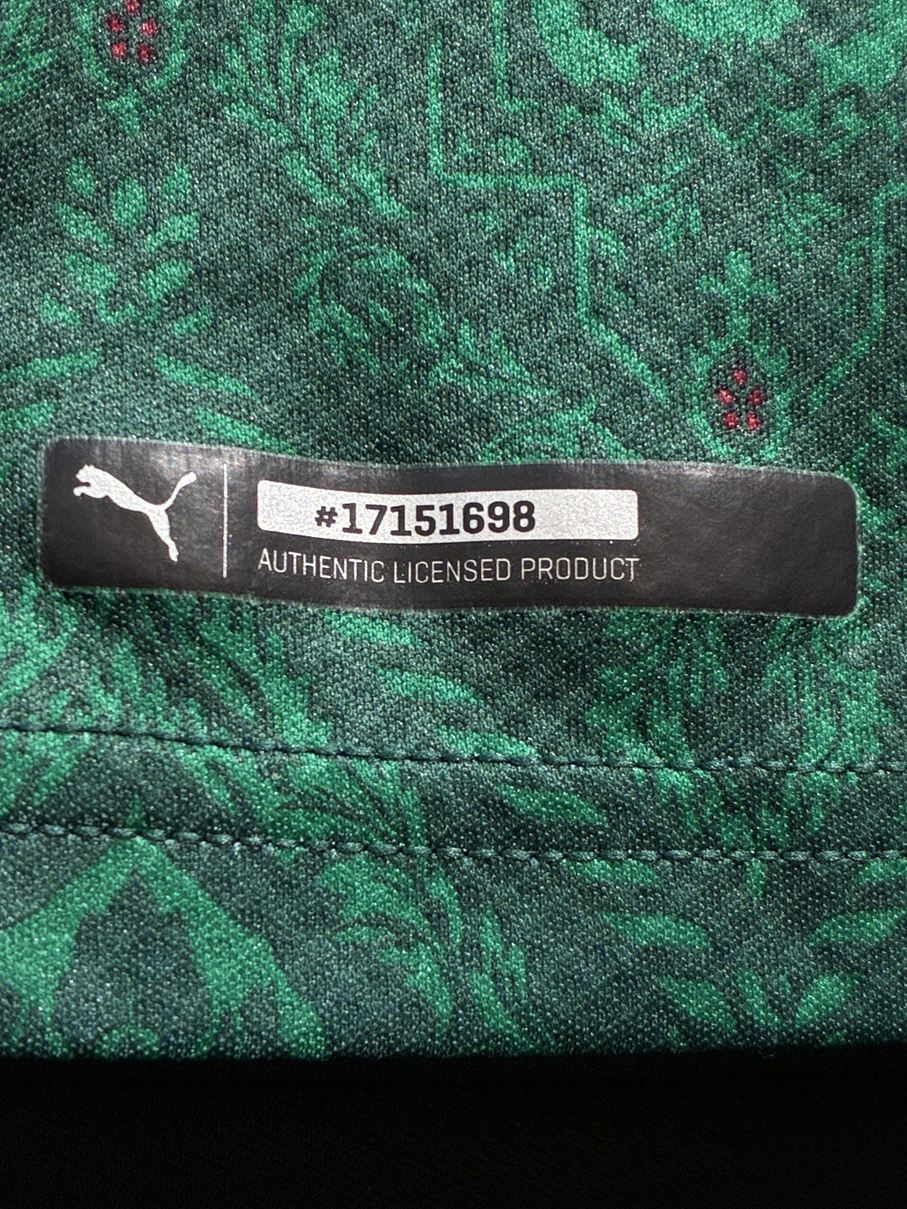 #17151698
AUTHENTIC LICENSED PRODUCT